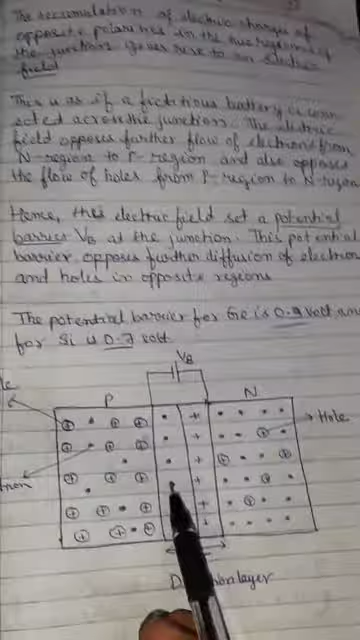 The accumulation of electric charges of
opposite polarities in the two regions of
the junction gives rise to an electric
field
This is as if a fictitious battery is conn
ected across the junction. The electric
field opposes further flow of electrons from
N-region to P-region and also opposes
the flow of holes from P-region to N-region
Hence, this electric field set a potential
barrier VB at the junction. This potential
barrier opposes further diffusion of electron
and holes in opposite regions
The potential barrier for Ge is 0.3 volt an
for Si is 0.7 volt.
VB
P
N
Hole
layer